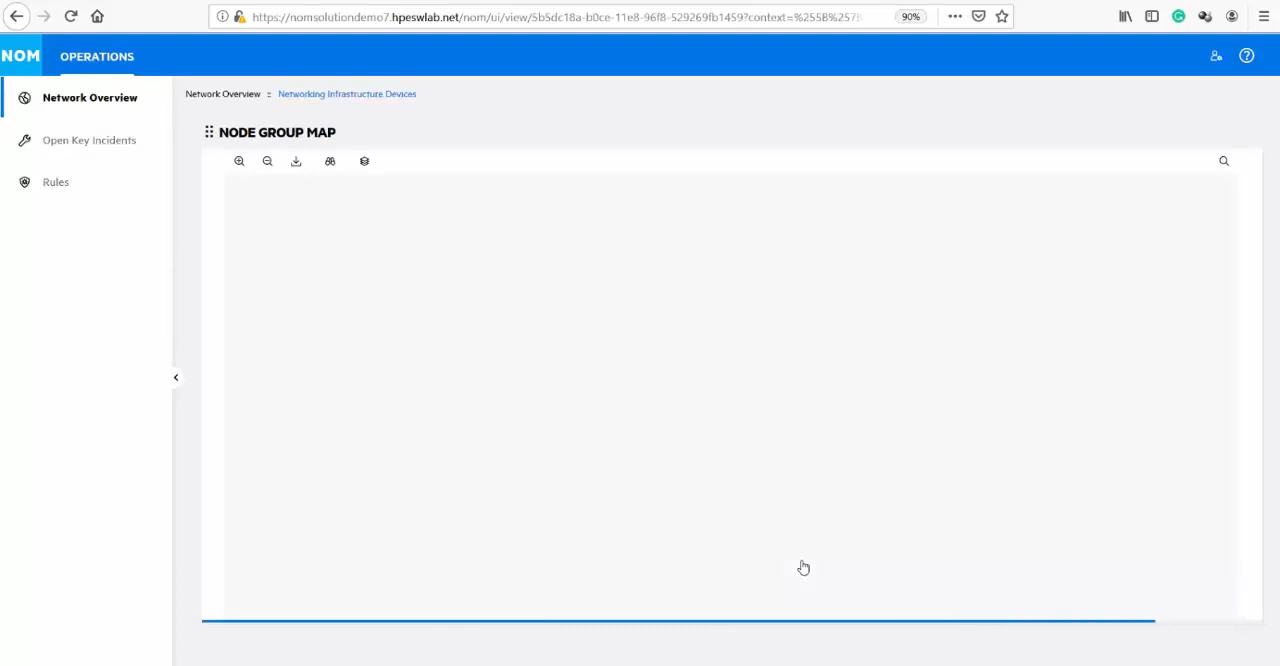 https://nomsolutiondemo7.hpeswlab.net/nom/ui/view/5b5dc18a-b0ce-11e8-96f8-529269fb1459?context=%255B%257
90%
NOM OPERATIONS
Network Overview
Network Overview :: Networking Infrastructure Devices
NODE GROUP MAP
Open Key Incidents
Rules